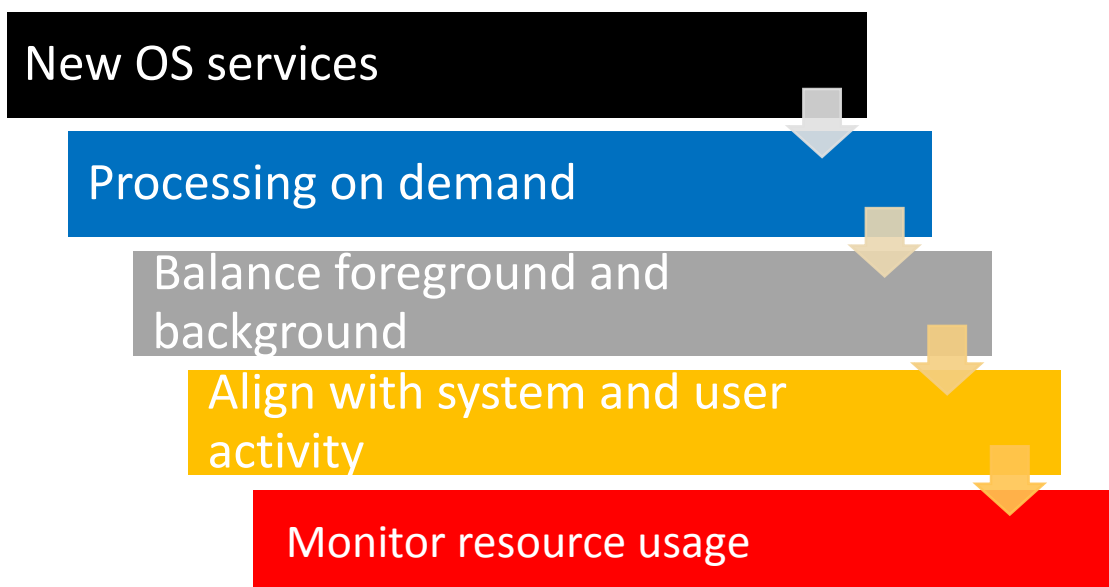 New OS services
Processing on demand
Balance foreground and
background
Align with system and user
activity
Monitor resource usage